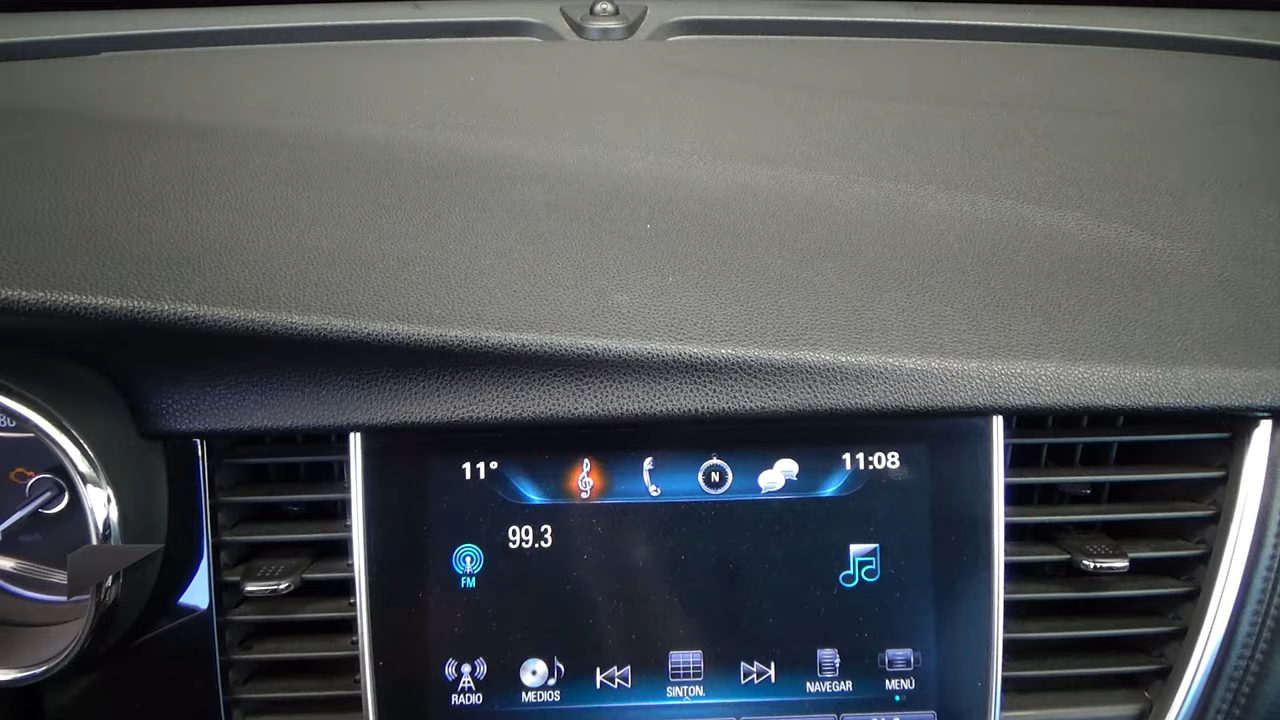 11°
N
11:08
99.3
FM
RADIO
MEDIOS
SINTON.
NAVEGAR
MENÚ